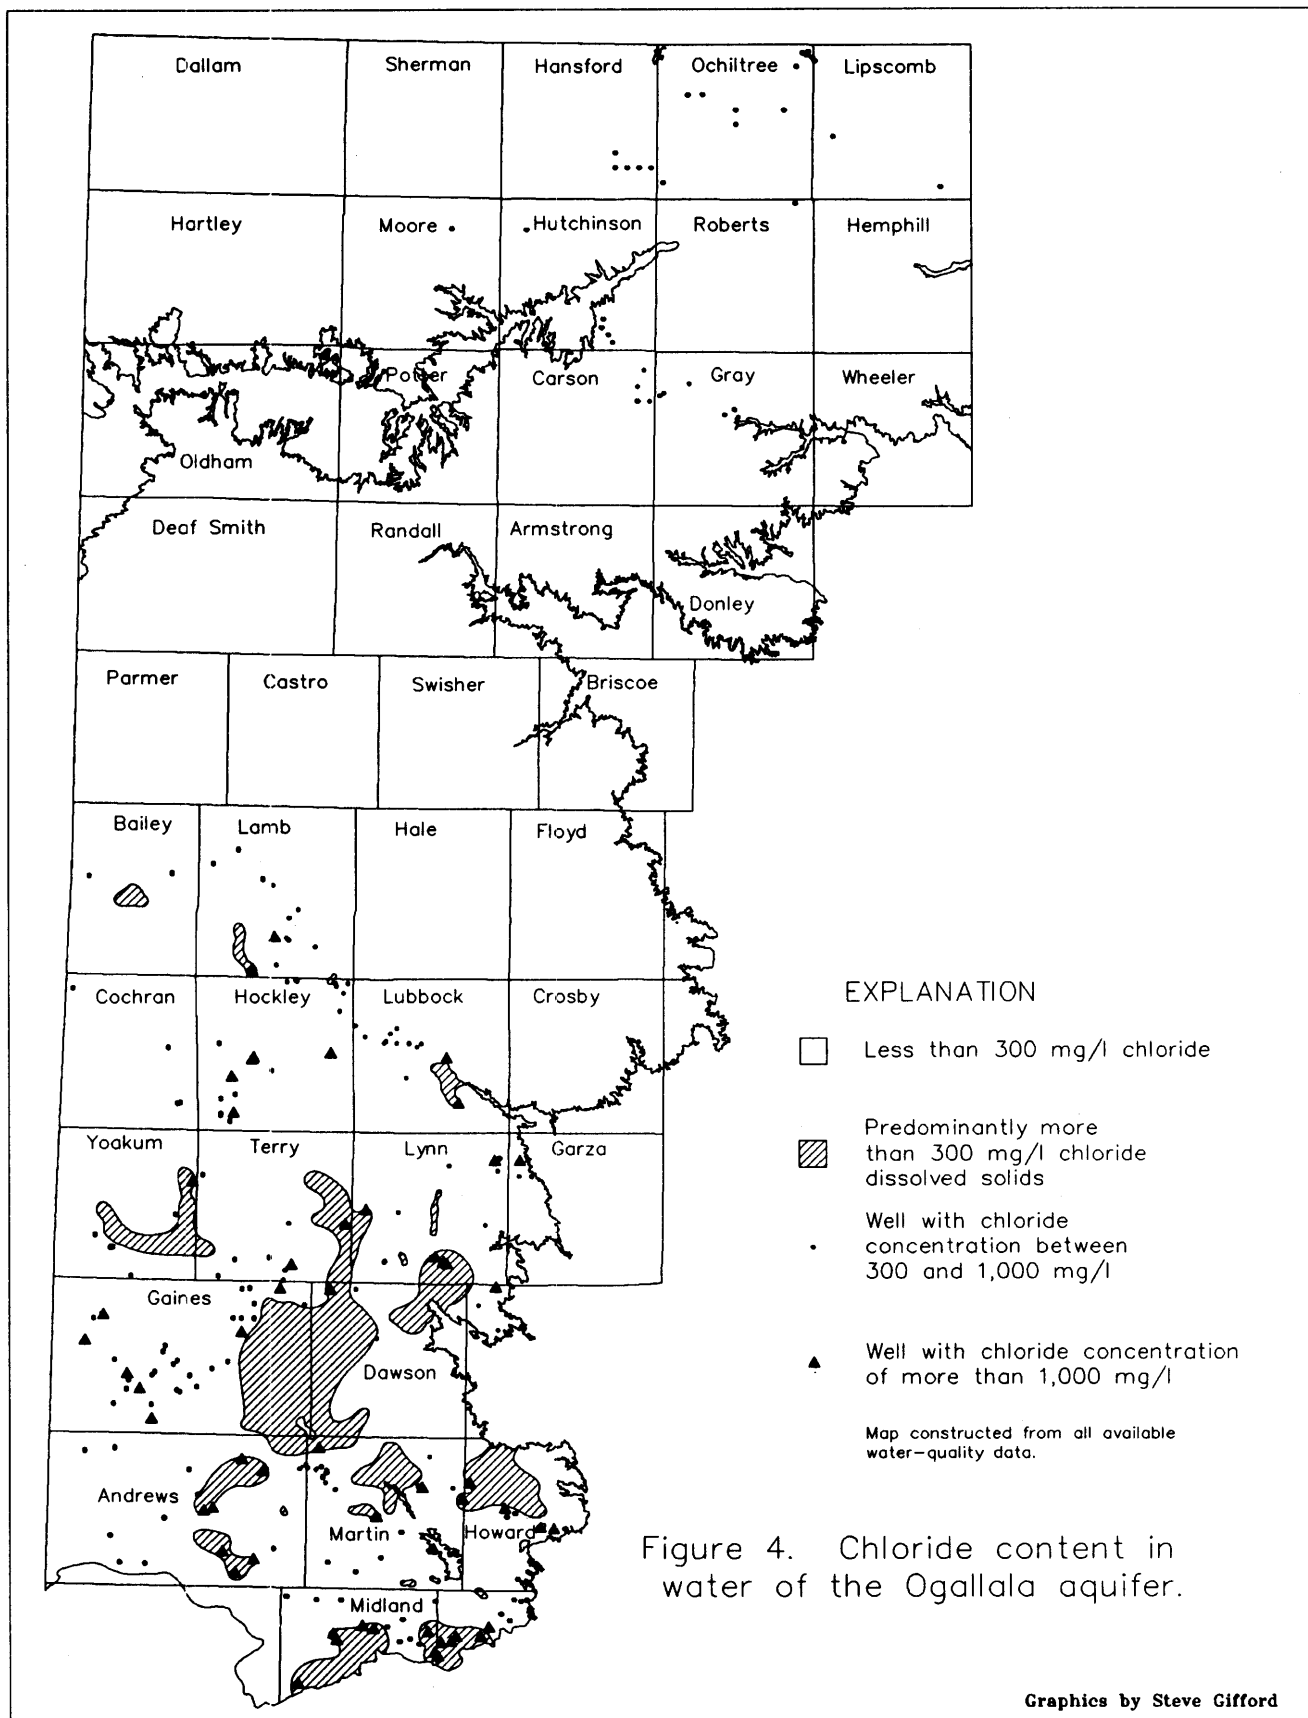 Dallam
Sherman
Hansford
Ochiltree
Lipscomb
Hartley
Moore
Hutchinson
Roberts
Hemphill
Potter
Carson
Gray
Wheeler
Oldham
Deaf Smith
Randall
Armstrong
Donley
Parmer
Castro
Swisher
Briscoe
Bailey
Lamb
Hale
Floyd
Cochran
Hockley
Lubbock
Crosby
Yoakum
Terry
Lynn
Garza
Gaines
Dawson
Andrews
Martin
Howard
Midland
EXPLANATION
Less than 300 mg/l chloride
Predominantly more
than 300 mg/l chloride
dissolved solids
Well with chloride
concentration between
300 and 1,000 mg/l
Well with chloride concentration
of more than 1,000 mg/l
Map constructed from all available
water-quality data.
Figure 4. Chloride content in
water of the Ogallala aquifer.
Graphics by Steve Gifford